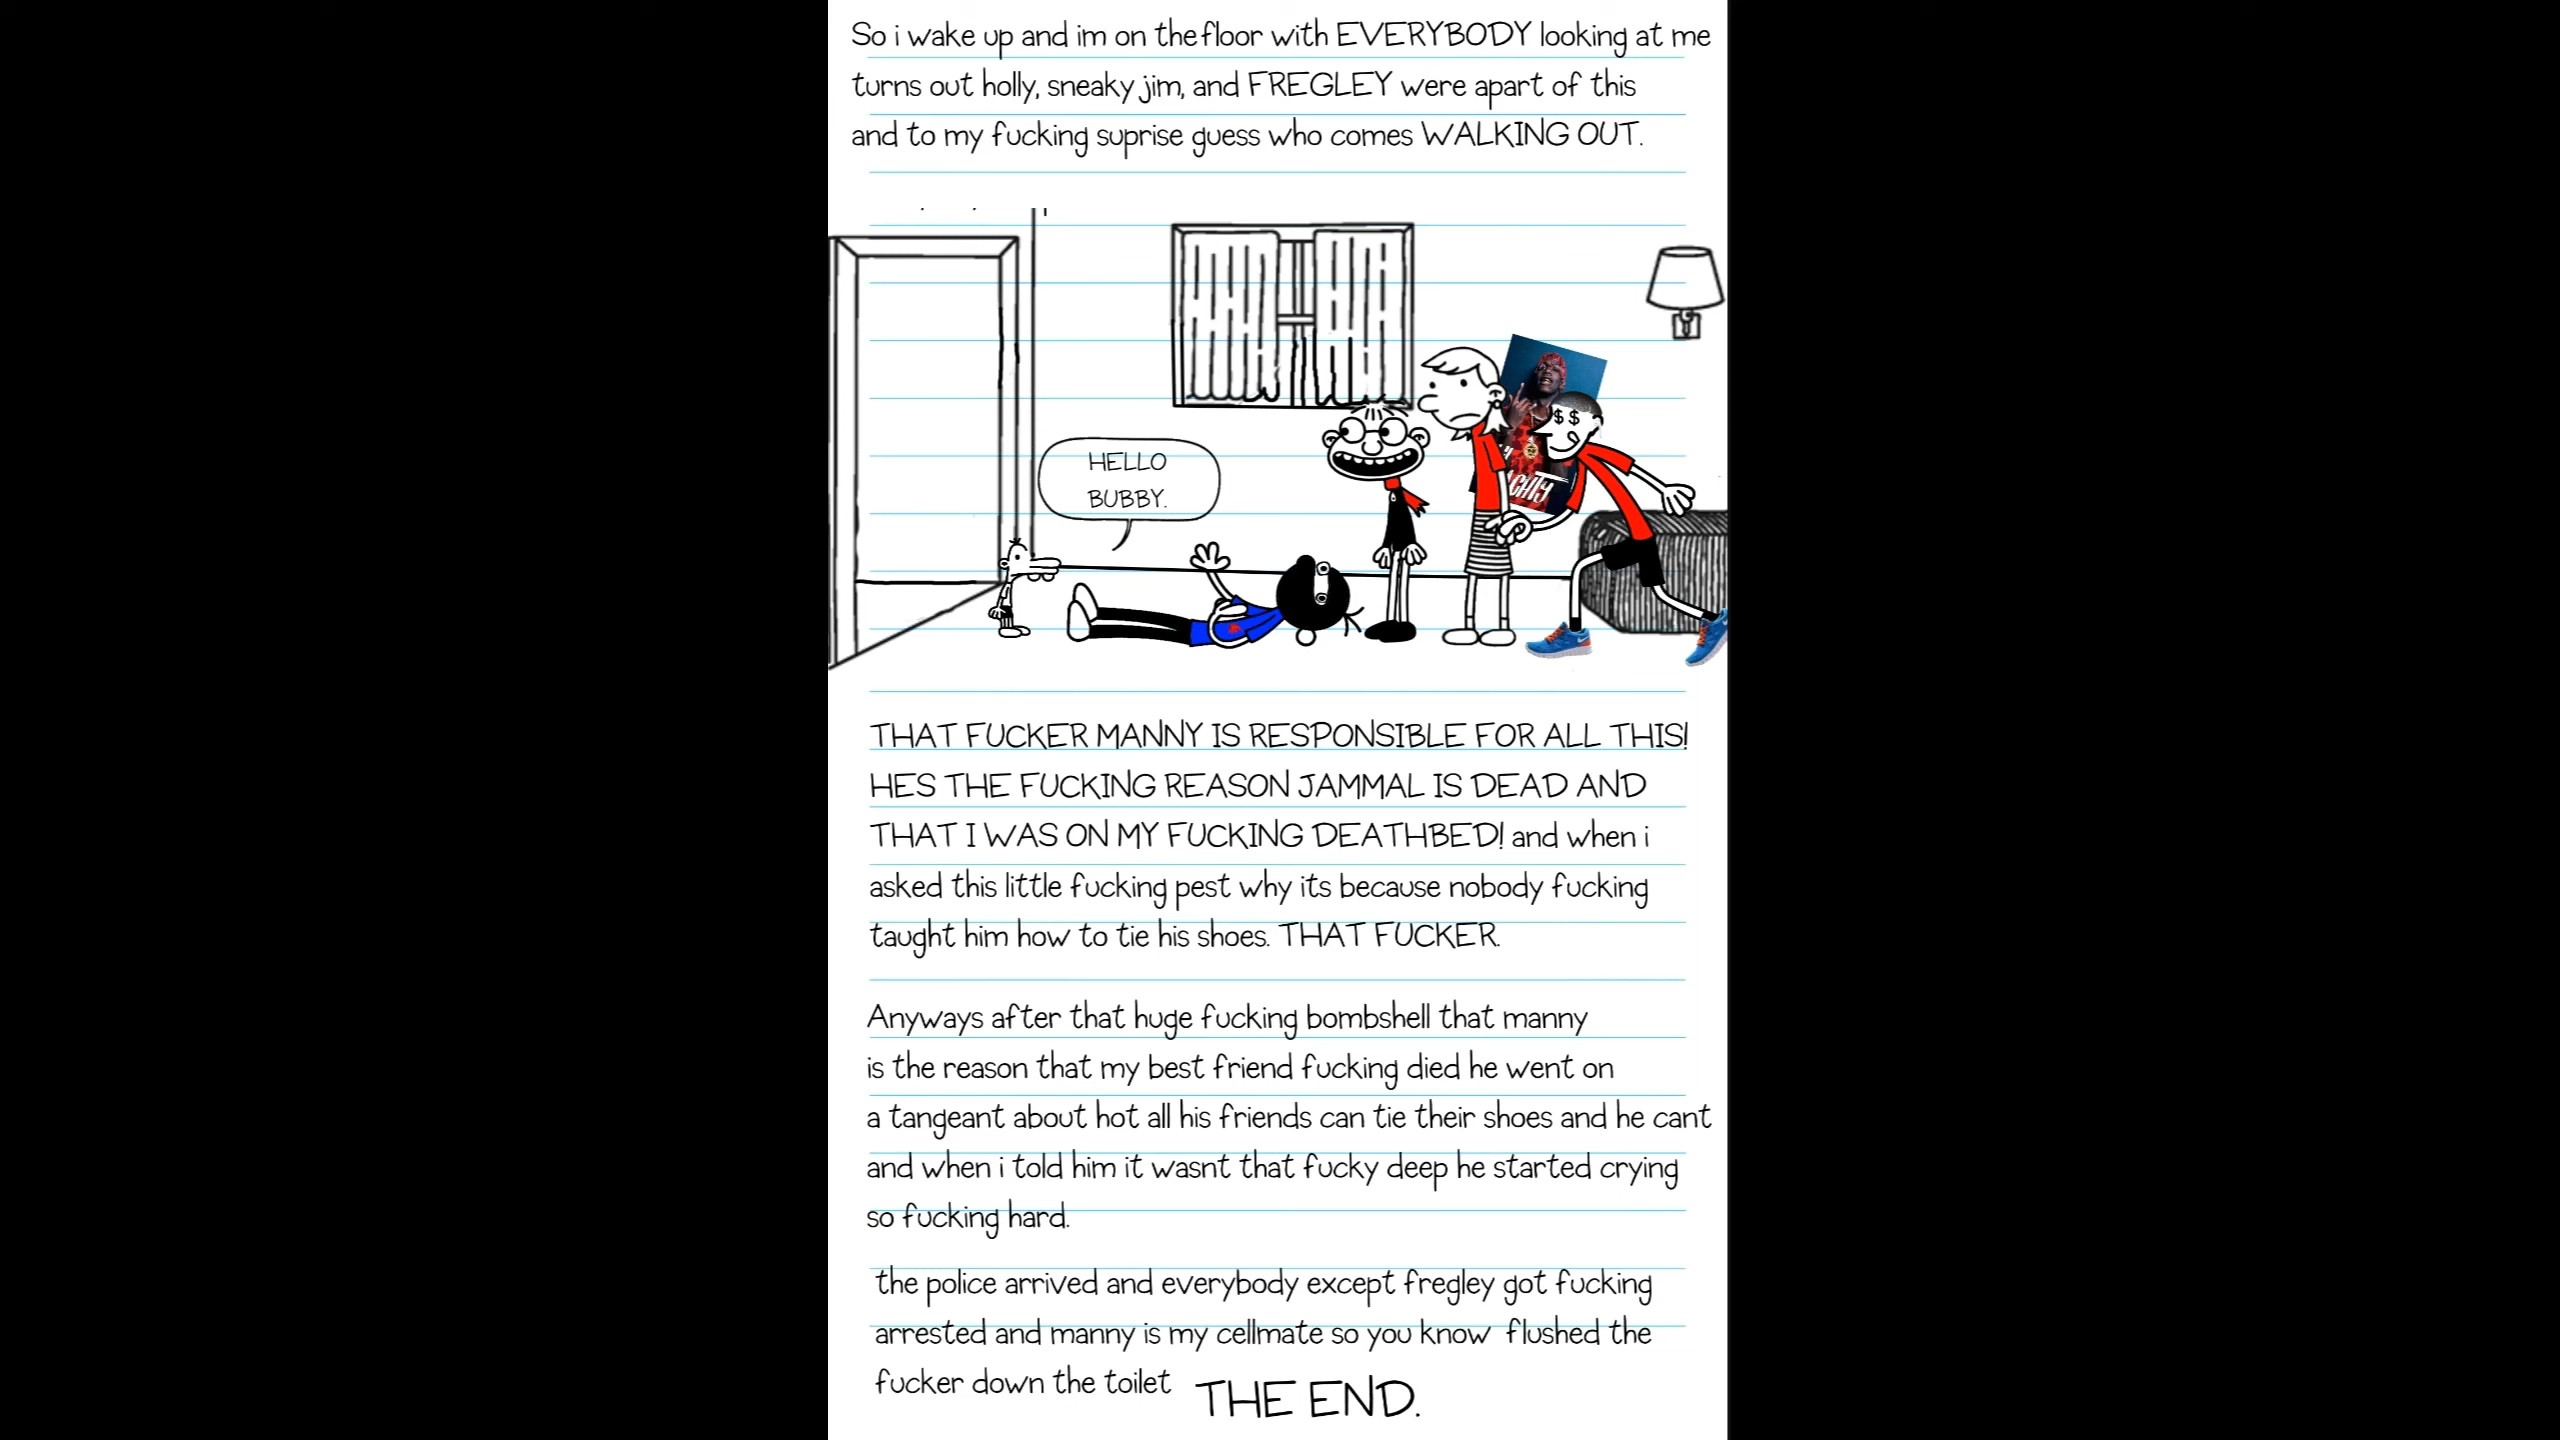 So i wake up and im on the floor with EVERYBODY looking at me
turns out holly, sneaky jim, and FREGLEY were apart of this
and to my fucking suprise guess who comes WALKING OUT.
HELLO
BUBBY.
$ $
THAT FUCKER MANNY IS RESPONSIBLE FOR ALL THIS!
HES THE FUCKING REASON JAMMAL IS DEAD AND
THAT I WAS ON MY FUCKING DEATHBED! and when i
asked this little fucking pest why its because nobody fucking
taught him how to tie his shoes. THAT FUCKER.
Anyways after that huge fucking bombshell that manny
is the reason that my best friend fucking died he went on
a tangeant about hot all his friends can tie their shoes and he cant
and when i told him it wasnt that fucky deep he started crying
so fucking hard.
the police arrived and everybody except fregley got fucking
arrested and manny is my cellmate so you know flushed the
fucker down the toilet
THE END.